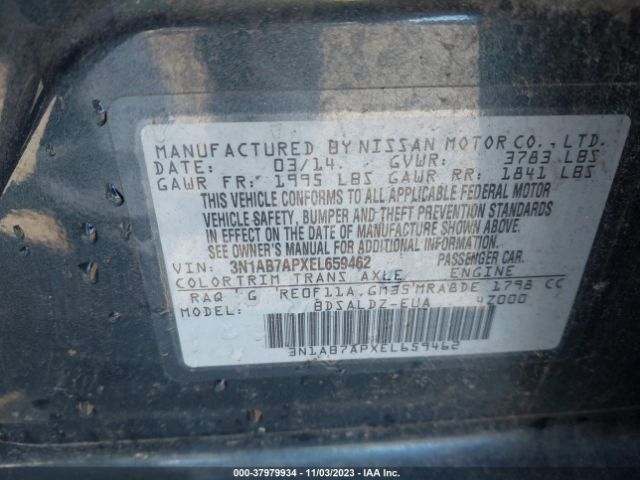 MANUFACTURED BY NISSAN MOTOR CO., LTD.
DATE: 03/14 GVWR: 3783 LBS
GAWR FR: 1995 LBS GAWR RR: 1841 LBS
THIS VEHICLE CONFORMS TO ALL APPLICABLE FEDERAL MOTOR
VEHICLE SAFETY, BUMPER AND THEFT PREVENTION STANDARDS
IN EFFECT ON THE DATE OF MANUFACTURE SHOWN ABOVE.
SEE OWNER'S MANUAL FOR ADDITIONAL INFORMATION.
VIN: 3N1AB7APXEL659462 PASSENGER CAR.
COLOR TRIM TRANS AXLE ENGINE
RAQ G RE0F11A GM35 MRA8DE 1798 CC
MODEL: BDSALDZ-EUA 4Z000
3N1AB7APXEL659462
000-37979934 - 11/03/2023 - IAA Inc.